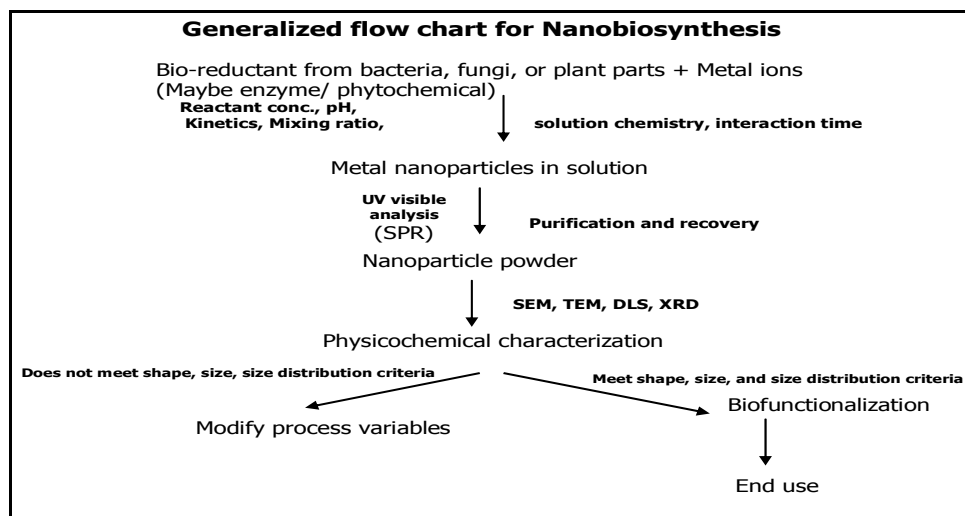 Generalized flow chart for Nanobiosynthesis
Bio-reductant from bacteria, fungi, or plant parts + Metal ions
(Maybe enzyme/ phytochemical)
Reactant conc., pH,
Kinetics, Mixing ratio,
solution chemistry, interaction time
Metal nanoparticles in solution
UV visible
analysis
(SPR)
Purification and recovery
Nanoparticle powder
SEM, TEM, DLS, XRD
Physicochemical characterization
Does not meet shape, size, size distribution criteria
Meet shape, size, and size distribution criteria
Modify process variables
Biofunctionalization
End use